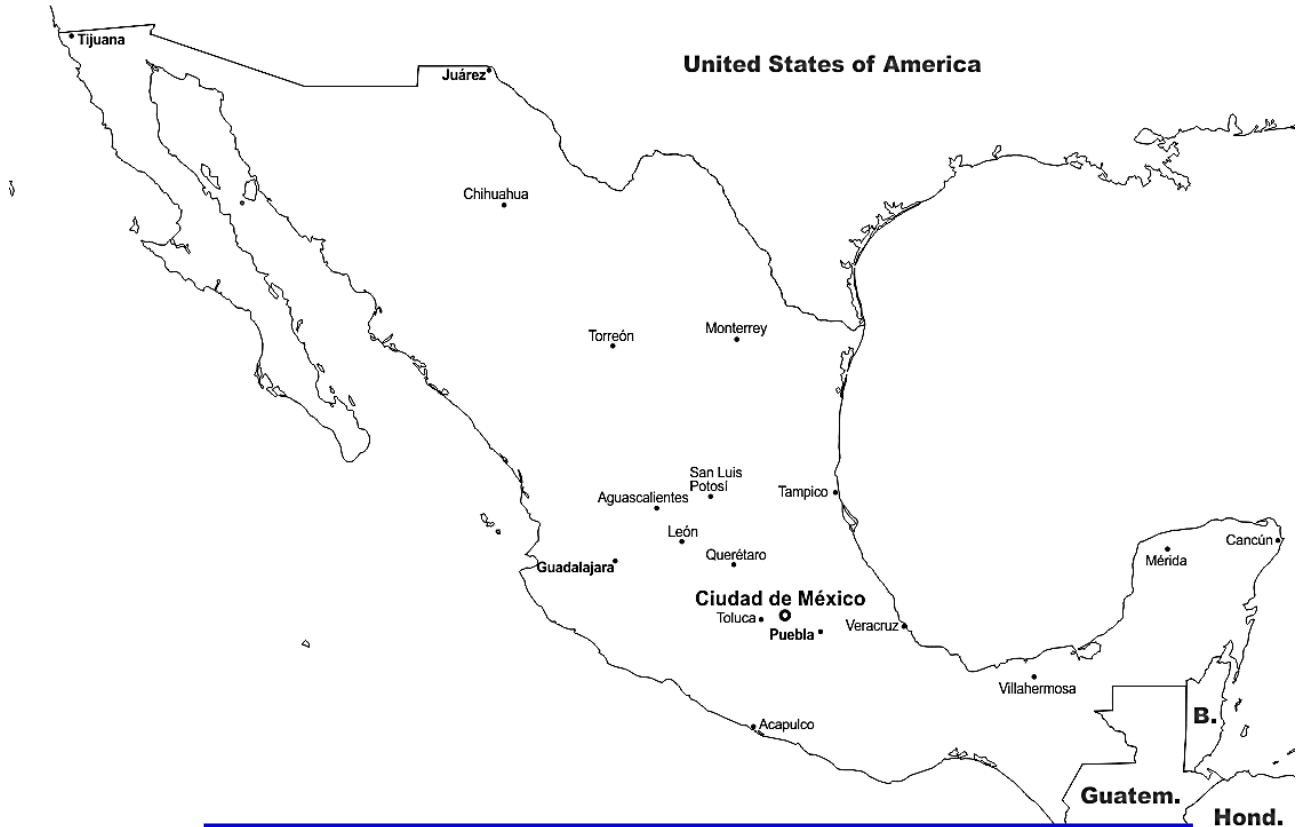 Tijuana
United States of America
Juárez
Chihuahua
Monterrey
Torreón
San Luis
Potosí
Aguascalientes
Tampico
León
Cancún
Querétaro
Mérida
Guadalajara
Ciudad de México
Toluca
Veracruz
Puebla
Villahermosa
B.
Acapulco
Guatem.
Hond.